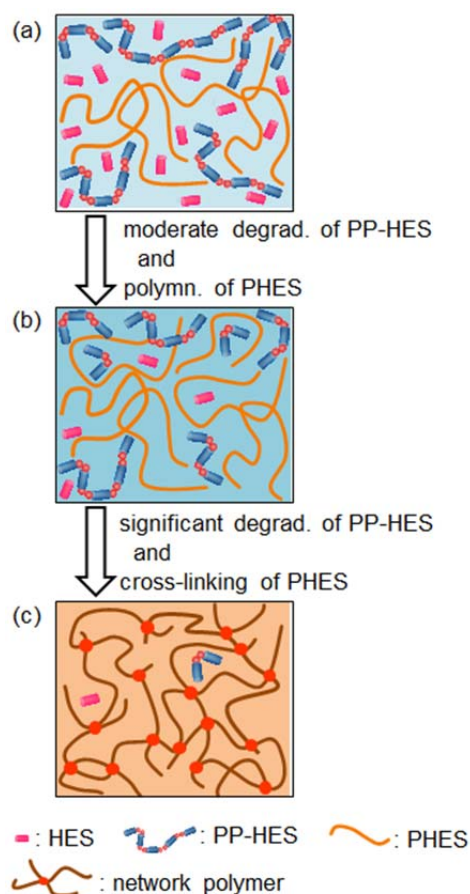 (a)
moderate degrad. of PP-HES
and
polymn. of PHES
(b)
significant degrad. of PP-HES
and
cross-linking of PHES
(c)
: HES : PP-HES : PHES
: network polymer